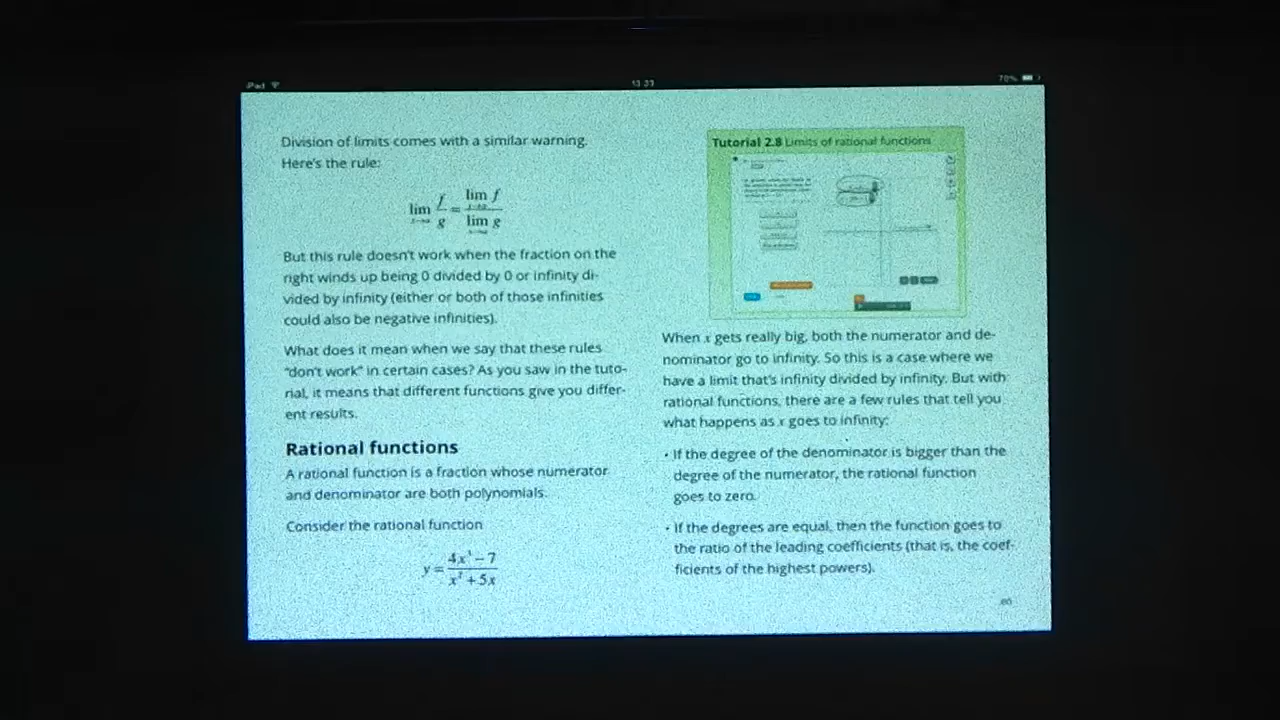 iPad
13:37
70%
Division of limits comes with a similar warning.
Here's the rule:
lim f/g = lim f / lim g
But this rule doesn't work when the fraction on the
right winds up being 0 divided by 0 or infinity di-
vided by infinity (either or both of those infinities
could also be negative infinities).
What does it mean when we say that these rules
"don't work" in certain cases? As you saw in the tuto-
rial, it means that different functions give you differ-
ent results.
Rational functions
A rational function is a fraction whose numerator
and denominator are both polynomials.
Consider the rational function
Tutorial 2.8 Limits of rational functions
When x gets really big, both the numerator and de-
nominator go to infinity. So this is a case where we
have a limit that's infinity divided by infinity. But with
rational functions, there are a few rules that tell you
what happens as x goes to infinity:
• If the degree of the denominator is bigger than the
degree of the numerator, the rational function
goes to zero.
• If the degrees are equal, then the function goes to
the ratio of the leading coefficients (that is, the coef-
ficients of the highest powers).